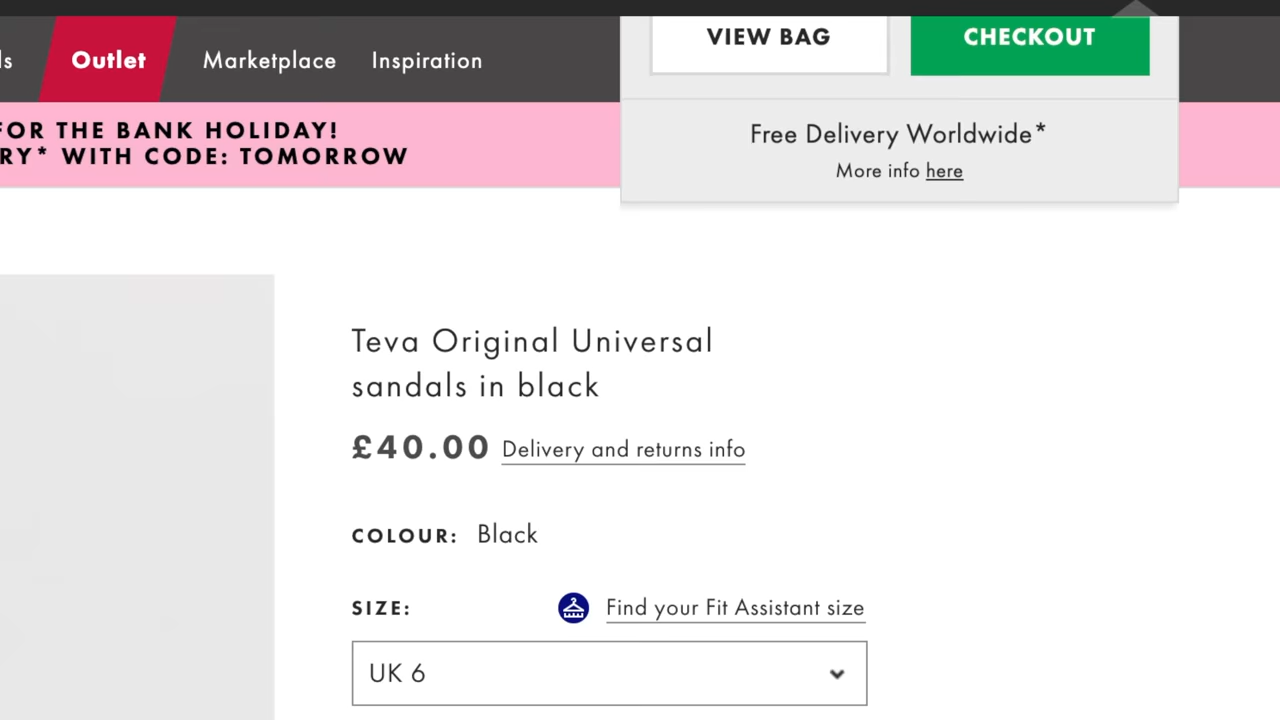 Outlet
Marketplace
Inspiration
VIEW BAG
CHECKOUT
FOR THE BANK HOLIDAY!
RY* WITH CODE: TOMORROW
Free Delivery Worldwide*
More info here
Teva Original Universal
sandals in black
£40.00 Delivery and returns info
COLOUR: Black
SIZE:
Find your Fit Assistant size
UK 6